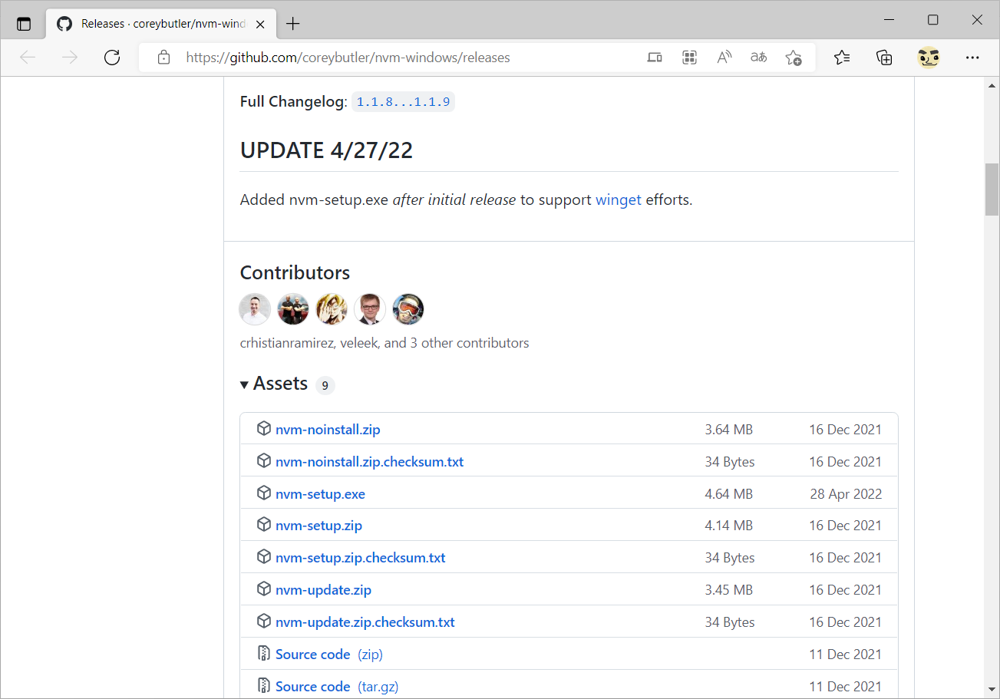 Releases · coreybutler/nvm-wind
https://github.com/coreybutler/nvm-windows/releases
Full Changelog: 1.1.8...1.1.9
UPDATE 4/27/22
Added nvm-setup.exe after initial release to support winget efforts.
Contributors
crhistianramirez, veleek, and 3 other contributors
Assets 9
nvm-noinstall.zip 3.64 MB 16 Dec 2021
nvm-noinstall.zip.checksum.txt 34 Bytes 16 Dec 2021
nvm-setup.exe 4.64 MB 28 Apr 2022
nvm-setup.zip 4.14 MB 16 Dec 2021
nvm-setup.zip.checksum.txt 34 Bytes 16 Dec 2021
nvm-update.zip 3.45 MB 16 Dec 2021
nvm-update.zip.checksum.txt 34 Bytes 16 Dec 2021
Source code (zip) 11 Dec 2021
Source code (tar.gz) 11 Dec 2021